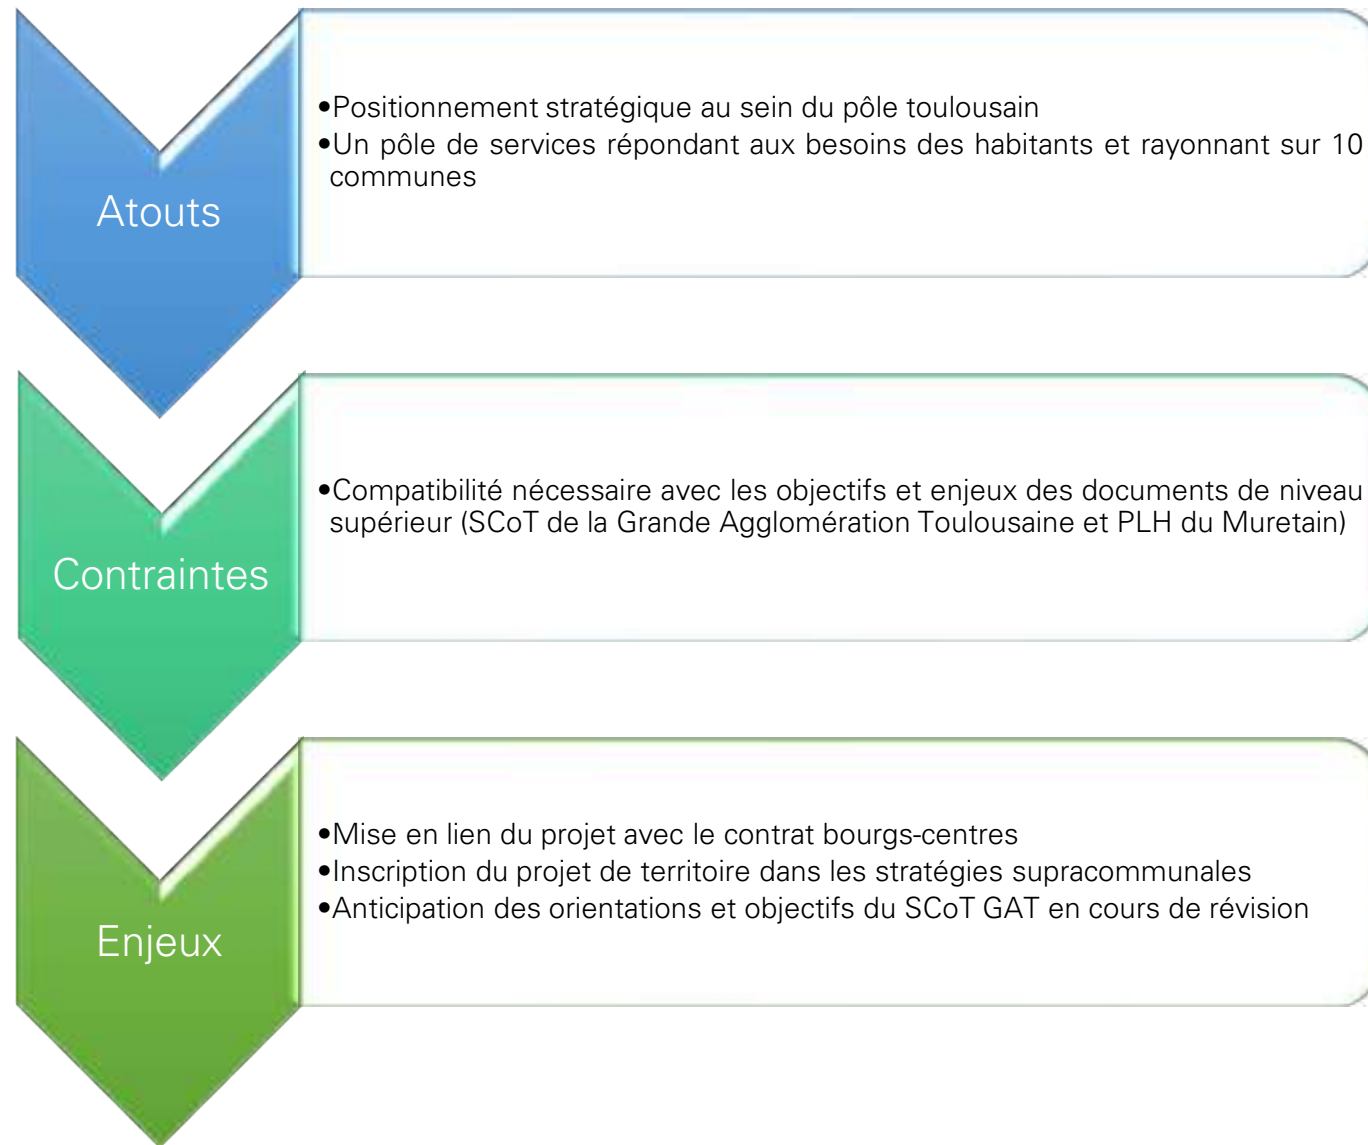 Atouts
•Positionnement stratégique au sein du pôle toulousain
•Un pôle de services répondant aux besoins des habitants et rayonnant sur 10
communes
Contraintes
•Compatibilité nécessaire avec les objectifs et enjeux des documents de niveau
supérieur (SCoT de la Grande Agglomération Toulousaine et PLH du Muretain)
Enjeux
•Mise en lien du projet avec le contrat bourgs-centres
•Inscription du projet de territoire dans les stratégies supracommunales
•Anticipation des orientations et objectifs du SCoT GAT en cours de révision